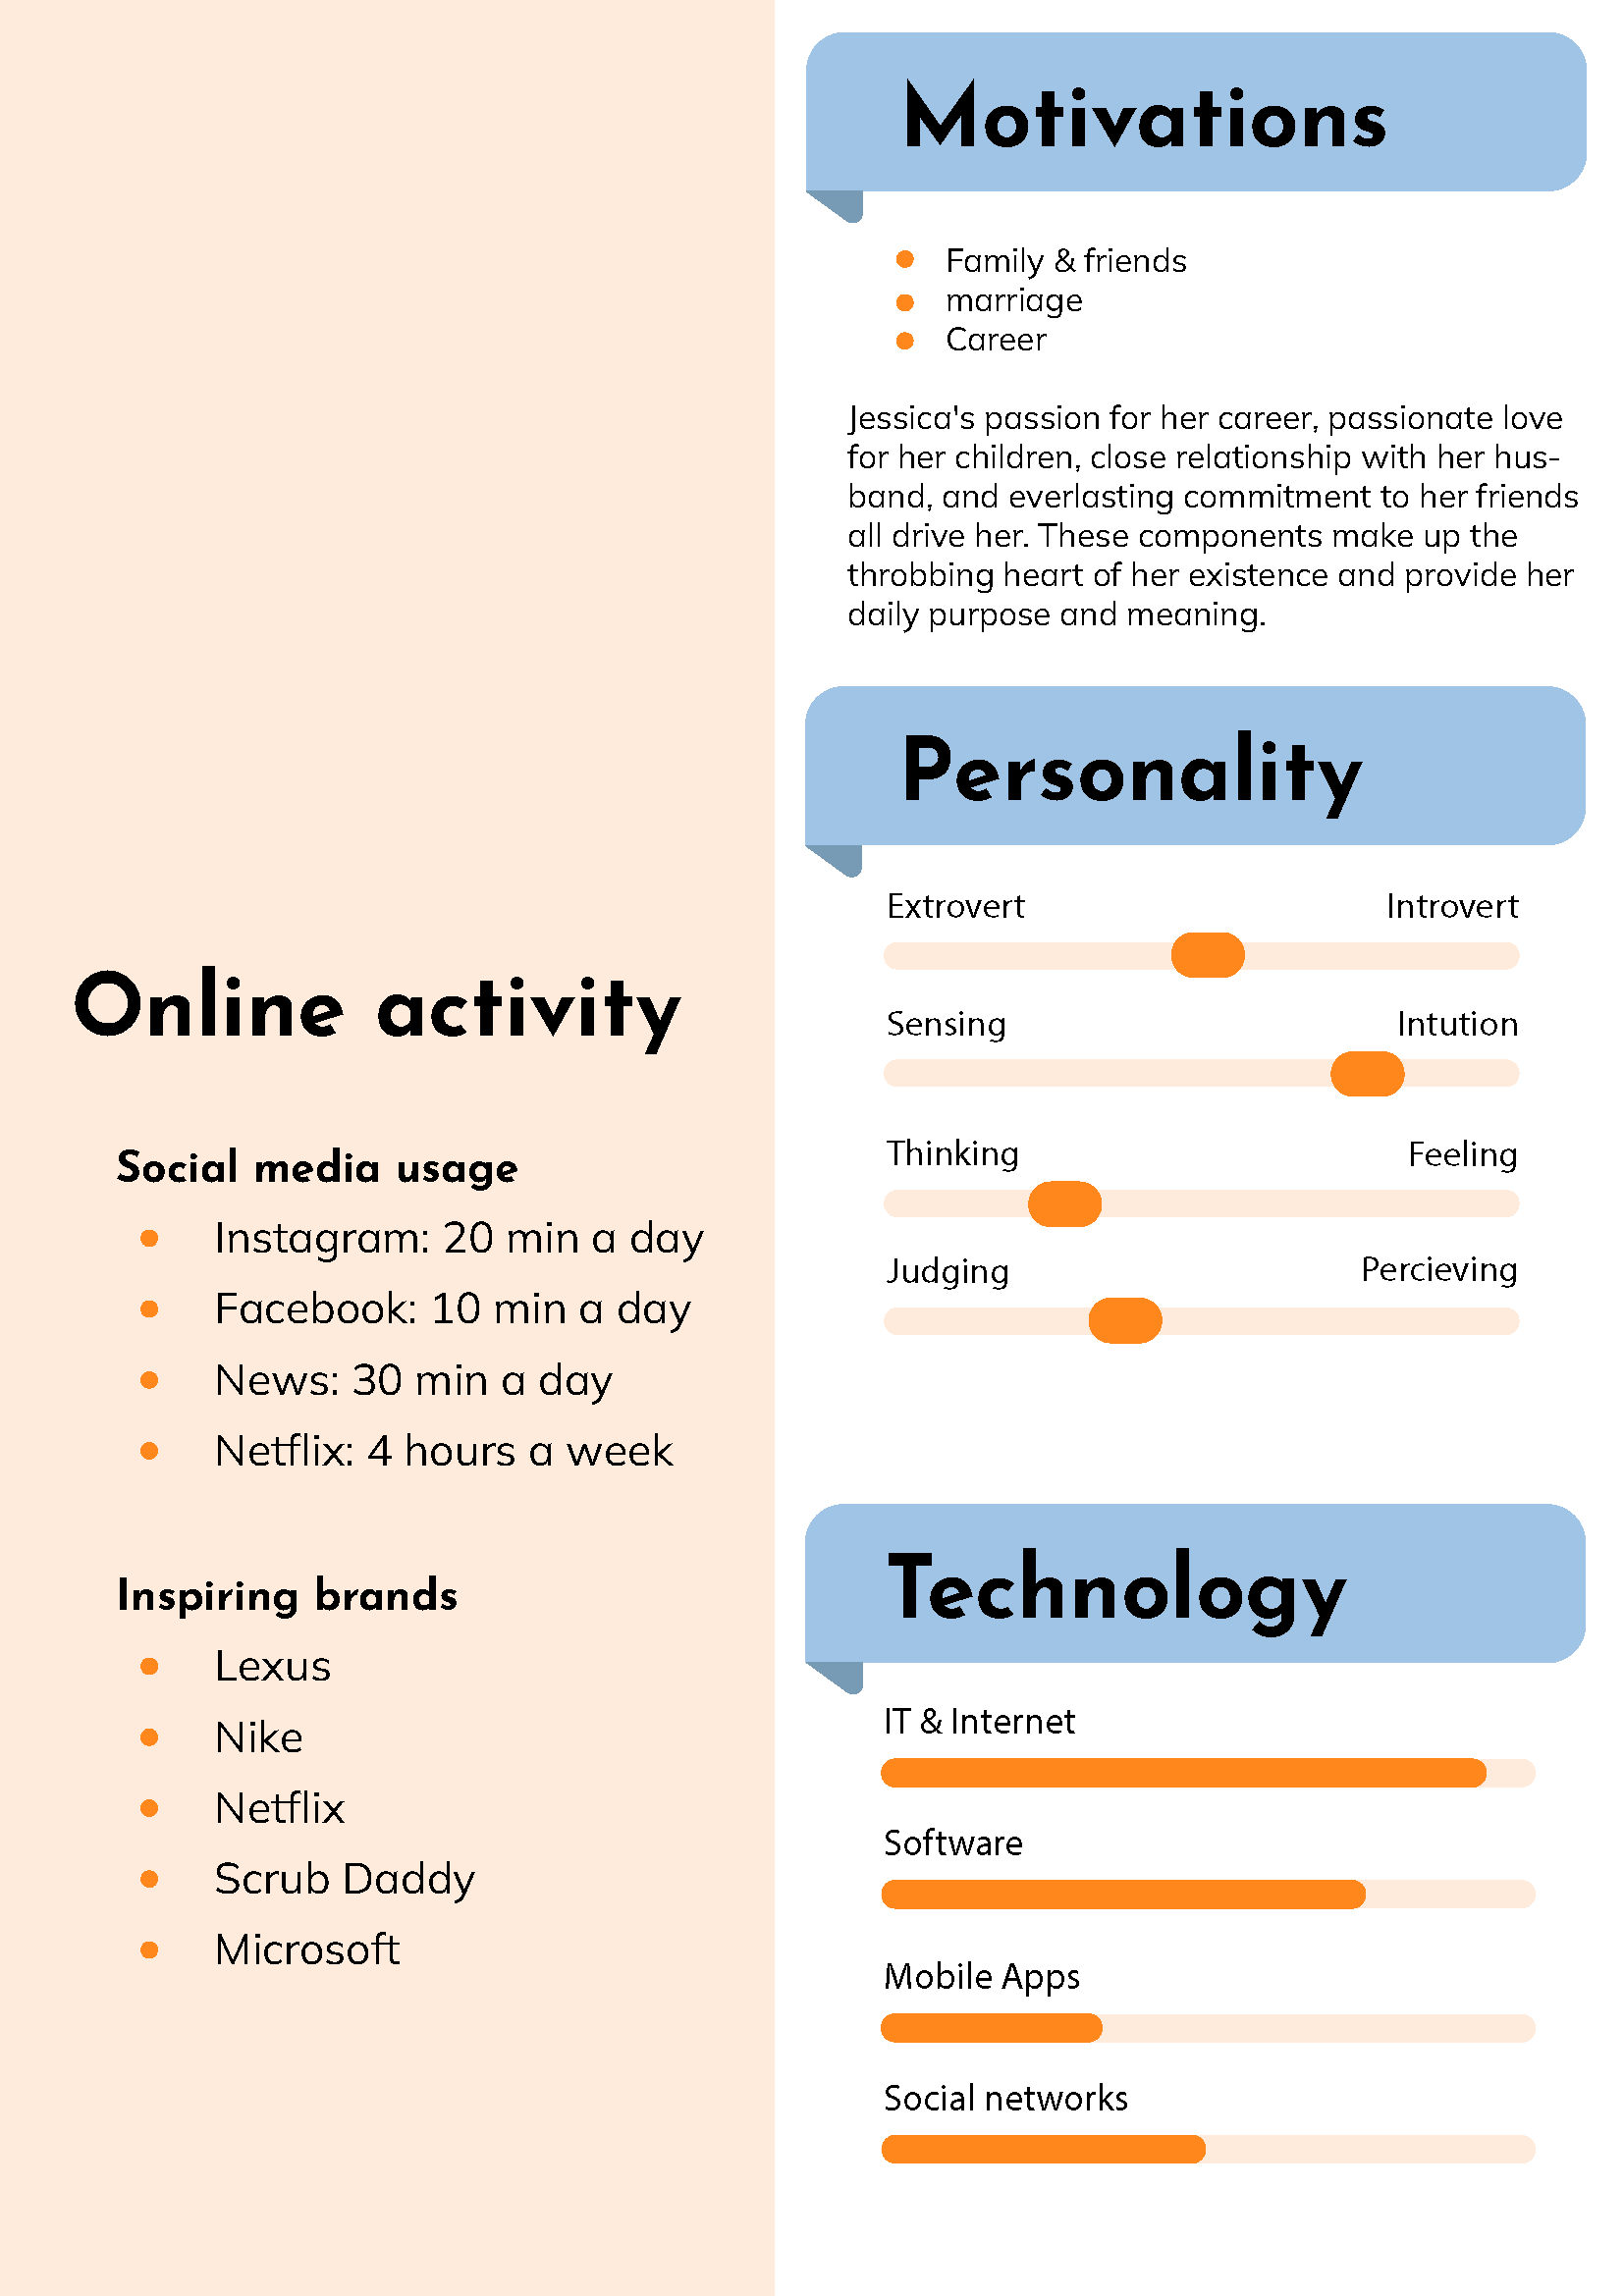 Online activity
Social media usage
Instagram: 20 min a day
Facebook: 10 min a day
News: 30 min a day
Netflix: 4 hours a week
Inspiring brands
Lexus
Nike
Netflix
Scrub Daddy
Microsoft
Motivations
Family & friends
marriage
Career
Jessica's passion for her career, passionate love
for her children, close relationship with her hus-
band, and everlasting commitment to her friends
all drive her. These components make up the
throbbing heart of her existence and provide her
daily purpose and meaning.
Personality
Extrovert Introvert
Sensing Intution
Thinking Feeling
Judging Percieving
Technology
IT & Internet
Software
Mobile Apps
Social networks